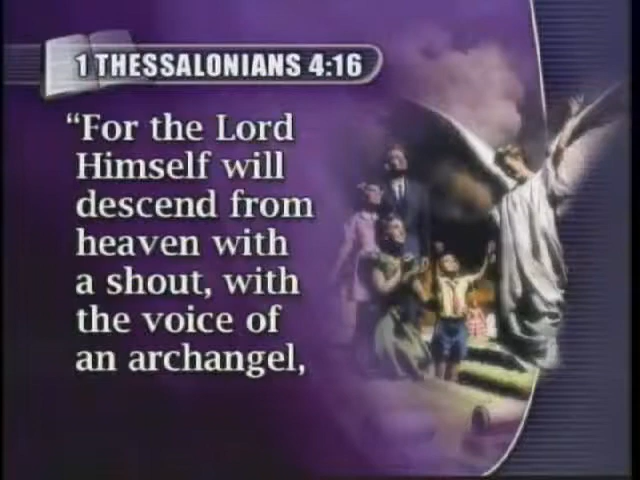 1 THESSALONIANS 4:16
“For the Lord
Himself will
descend from
heaven with
a shout, with
the voice of
an archangel,